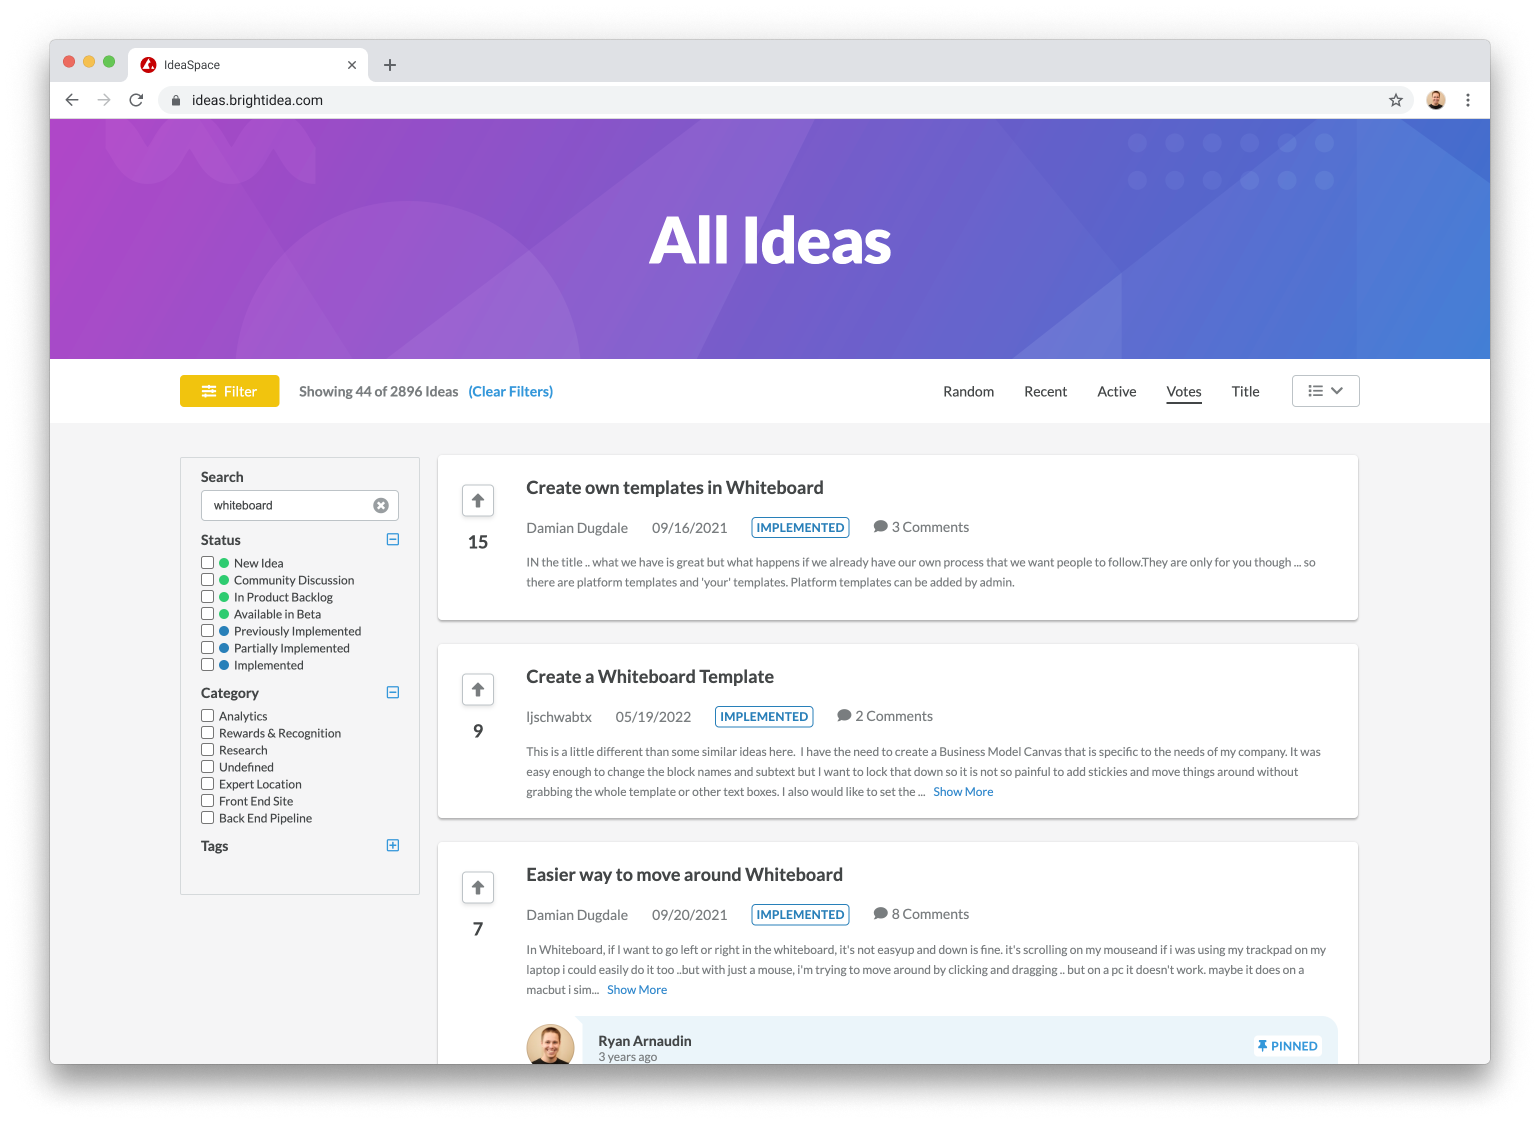 IdeaSpace
ideas.brightidea.com
All Ideas
Filter
Showing 44 of 2896 Ideas (Clear Filters)
Random Recent Active Votes Title
Search
whiteboard
Status
New Idea
Community Discussion
In Product Backlog
Available in Beta
Previously Implemented
Partially Implemented
Implemented
Category
Analytics
Rewards & Recognition
Research
Undefined
Expert Location
Front End Site
Back End Pipeline
Tags
Create own templates in Whiteboard
15
Damian Dugdale 09/16/2021 IMPLEMENTED 3 Comments
IN the title .. what we have is great but what happens if we already have our own process that we want people to follow.They are only for you though ... so
there are platform templates and 'your' templates. Platform templates can be added by admin.
Create a Whiteboard Template
9
ljschwabtx 05/19/2022 IMPLEMENTED 2 Comments
This is a little different than some similar ideas here. I have the need to create a Business Model Canvas that is specific to the needs of my company. It was
easy enough to change the block names and subtext but I want to lock that down so it is not so painful to add stickies and move things around without
grabbing the whole template or other text boxes. I also would like to set the ... Show More
Easier way to move around Whiteboard
7
Damian Dugdale 09/20/2021 IMPLEMENTED 8 Comments
In Whiteboard, if I want to go left or right in the whiteboard, it's not easyup and down is fine. it's scrolling on my mouseand if i was using my trackpad on my
laptop i could easily do it too ..but with just a mouse, i'm trying to move around by clicking and dragging .. but on a pc it doesn't work. maybe it does on a
macbut i sim... Show More
Ryan Arnaudin
3 years ago
PINNED